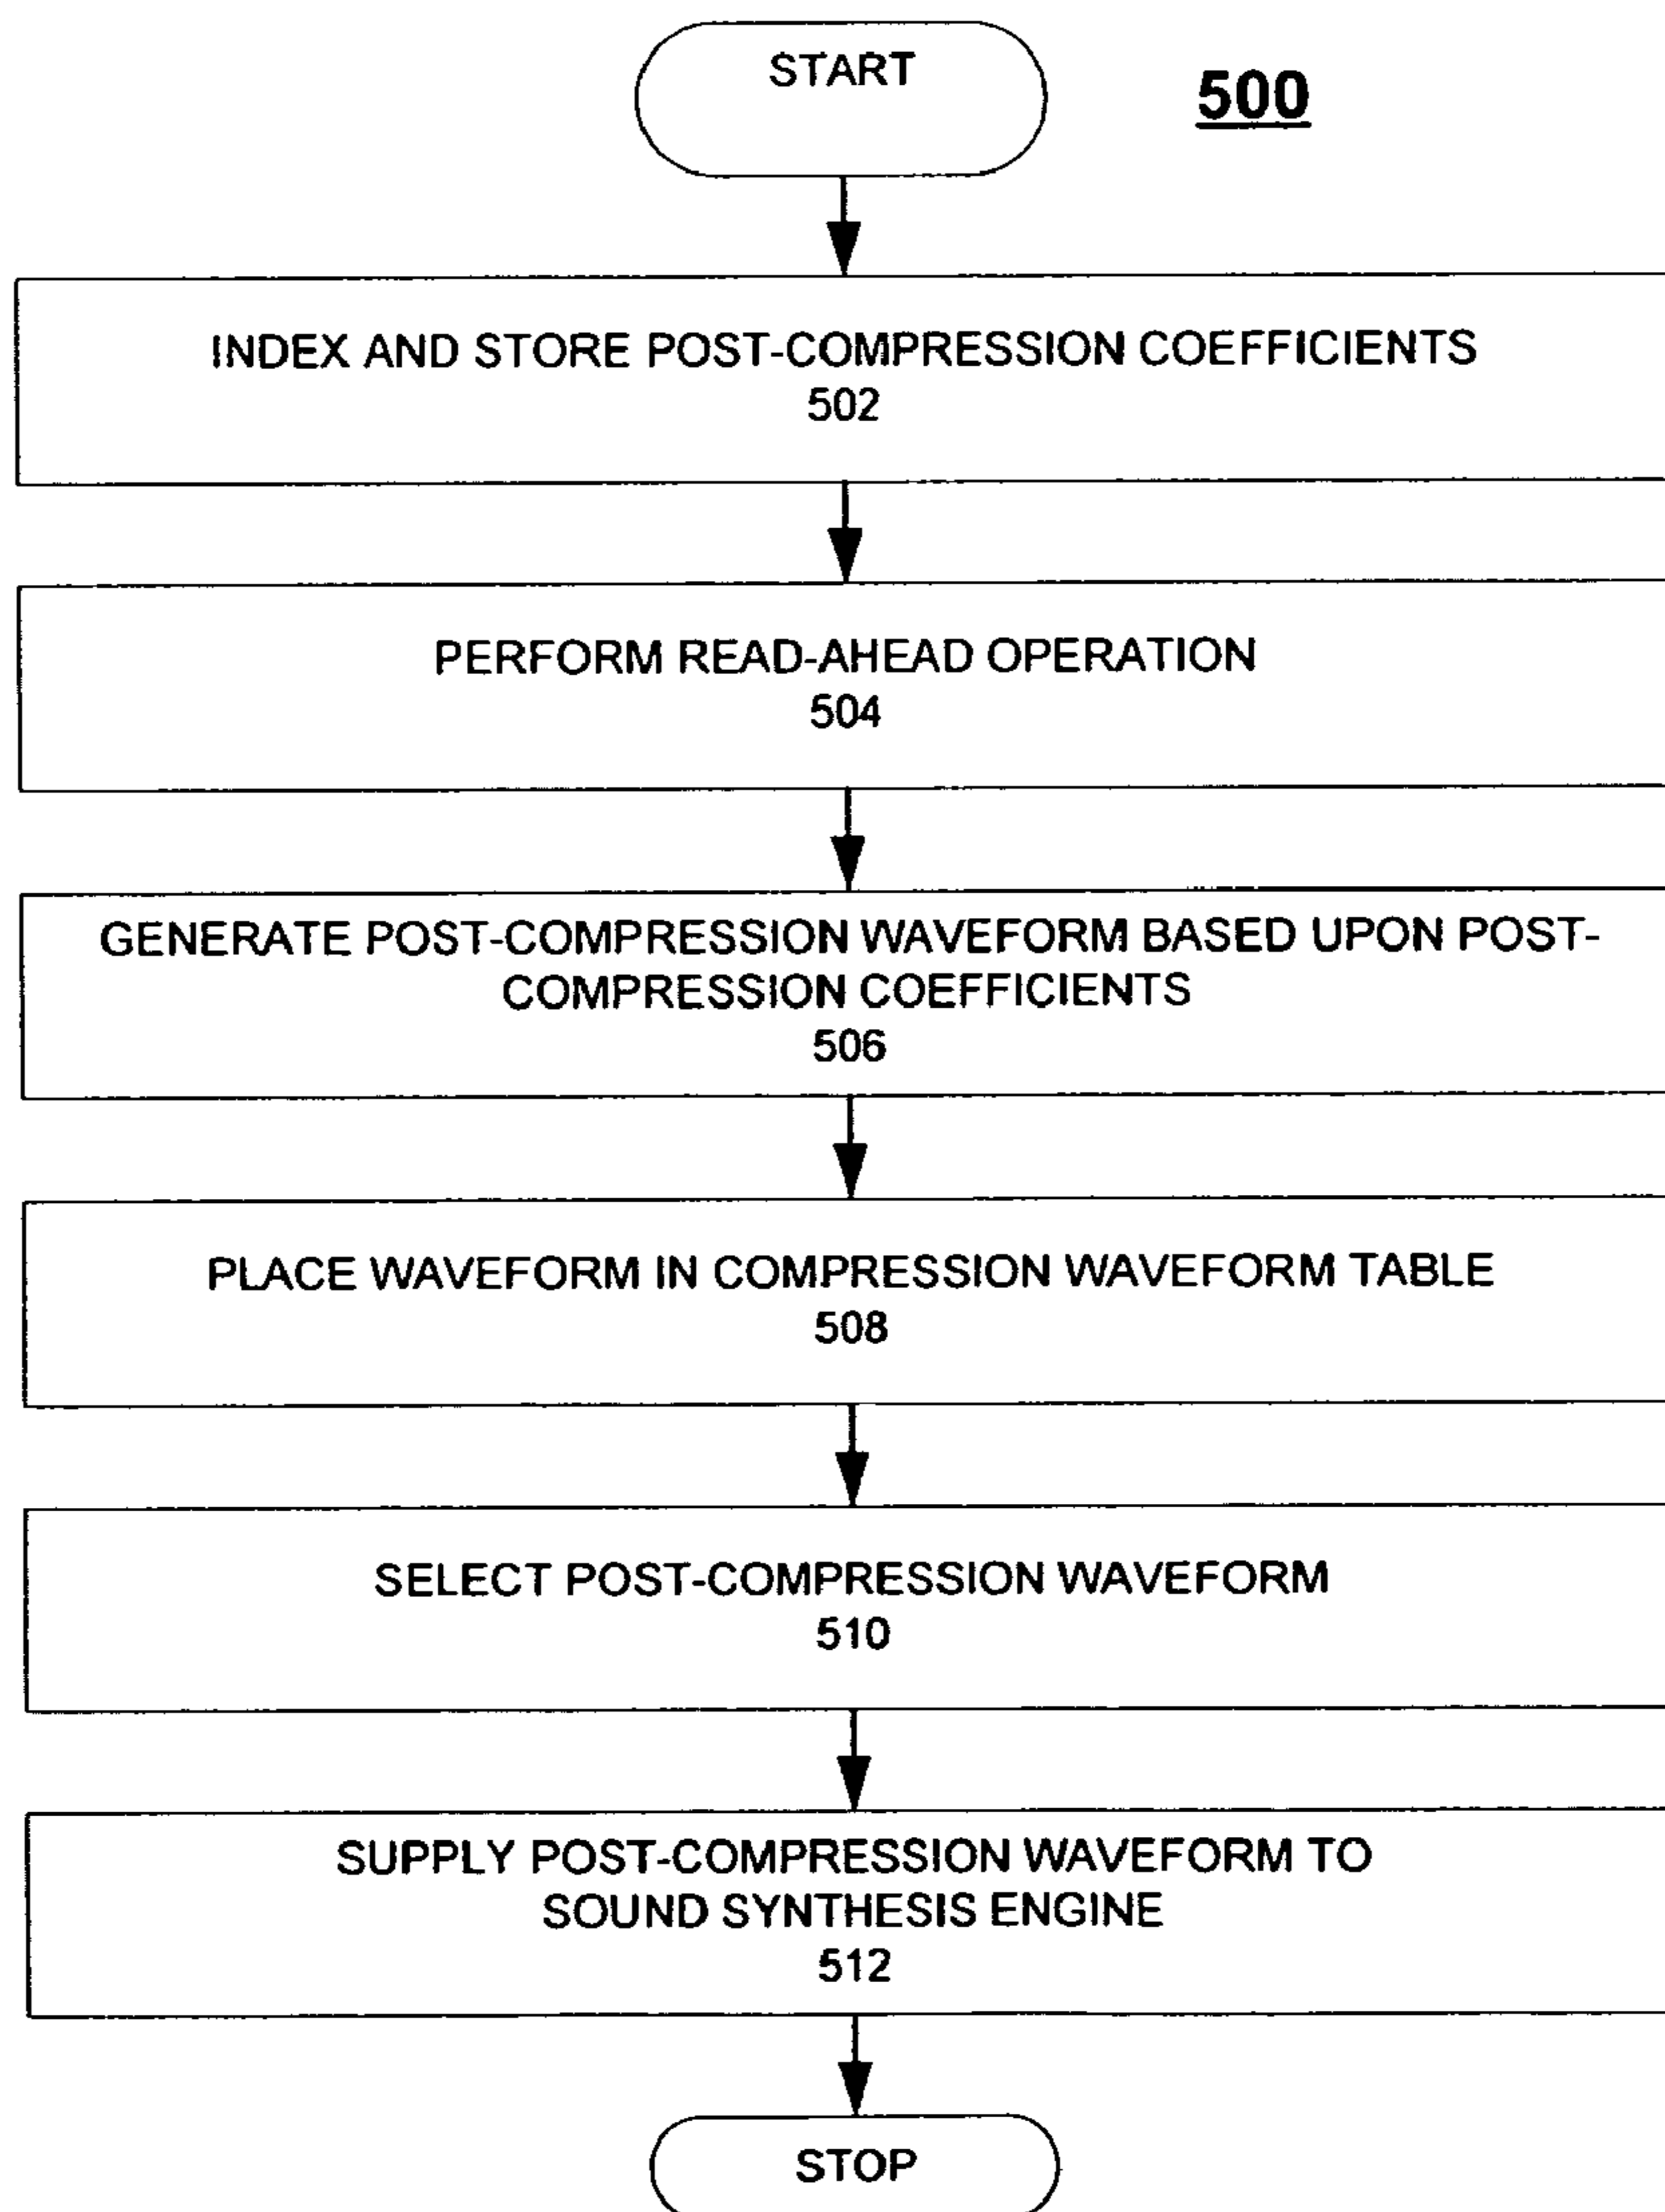 START
500
INDEX AND STORE POST-COMPRESSION COEFFICIENTS
502
PERFORM READ-AHEAD OPERATION
504
GENERATE POST-COMPRESSION WAVEFORM BASED UPON POST-
COMPRESSION COEFFICIENTS
506
PLACE WAVEFORM IN COMPRESSION WAVEFORM TABLE
508
SELECT POST-COMPRESSION WAVEFORM
510
SUPPLY POST-COMPRESSION WAVEFORM TO
SOUND SYNTHESIS ENGINE
512
STOP